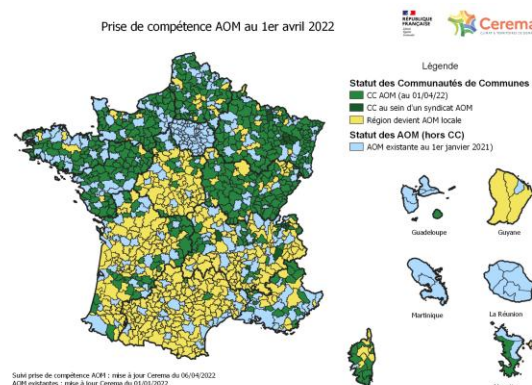 Prise de compétence AOM au 1er avril 2022
RÉPUBLIQUE
FRANÇAISE
Cerema
Légende
Statut des Communautés de Communes
CC AOM (au 01/04/22)
CC au sein d'un syndicat AOM
Région devient AOM locale
Statut des AOM (hors CC)
AOM existante au 1er janvier 2021)
Guadeloupe
Guyane
Martinique
La Réunion
Suivi prise de compétence AOM : mise à jour Cerema du 06/04/2022
AOM existantes : mise à jour Cerema du 01/01/2022